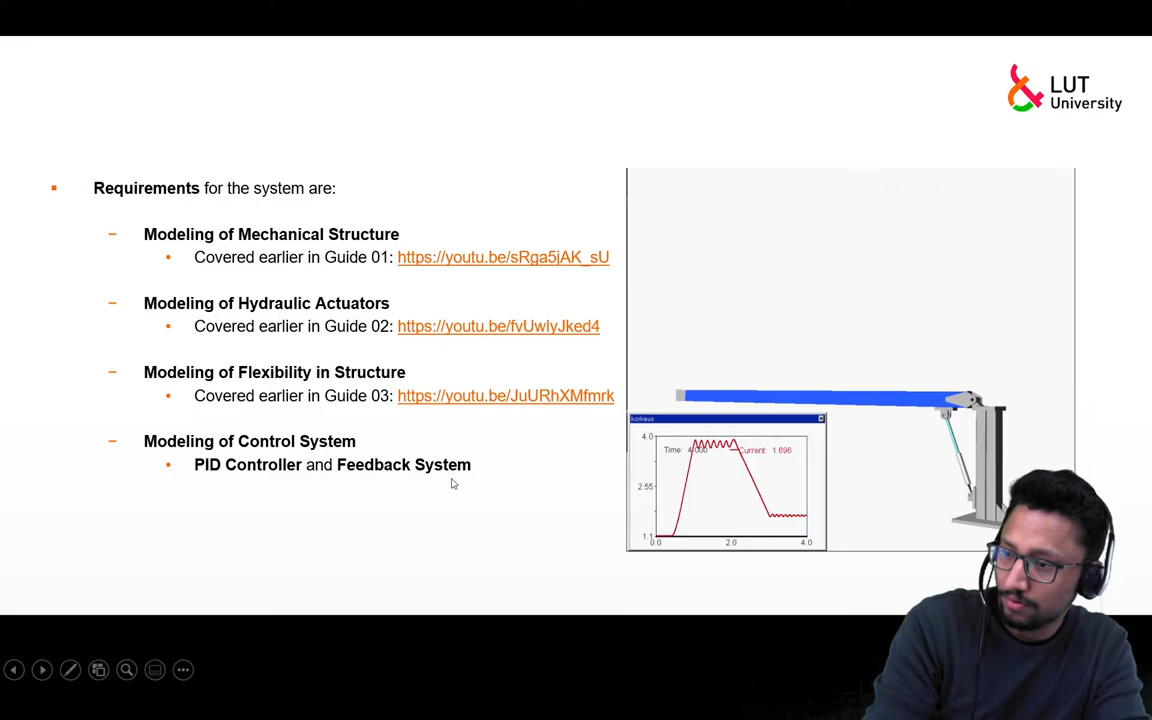 LUT
University
Requirements for the system are:
– Modeling of Mechanical Structure
• Covered earlier in Guide 01: https://youtu.be/sRga5jAK_sU
– Modeling of Hydraulic Actuators
• Covered earlier in Guide 02: https://youtu.be/fvUwlyJked4
– Modeling of Flexibility in Structure
• Covered earlier in Guide 03: https://youtu.be/JuURhXMfmrk
– Modeling of Control System
• PID Controller and Feedback System
korkeus
4.0
Time: 4.000 Current: 1.696
2.55
1.1
0.0 2.0 4.0